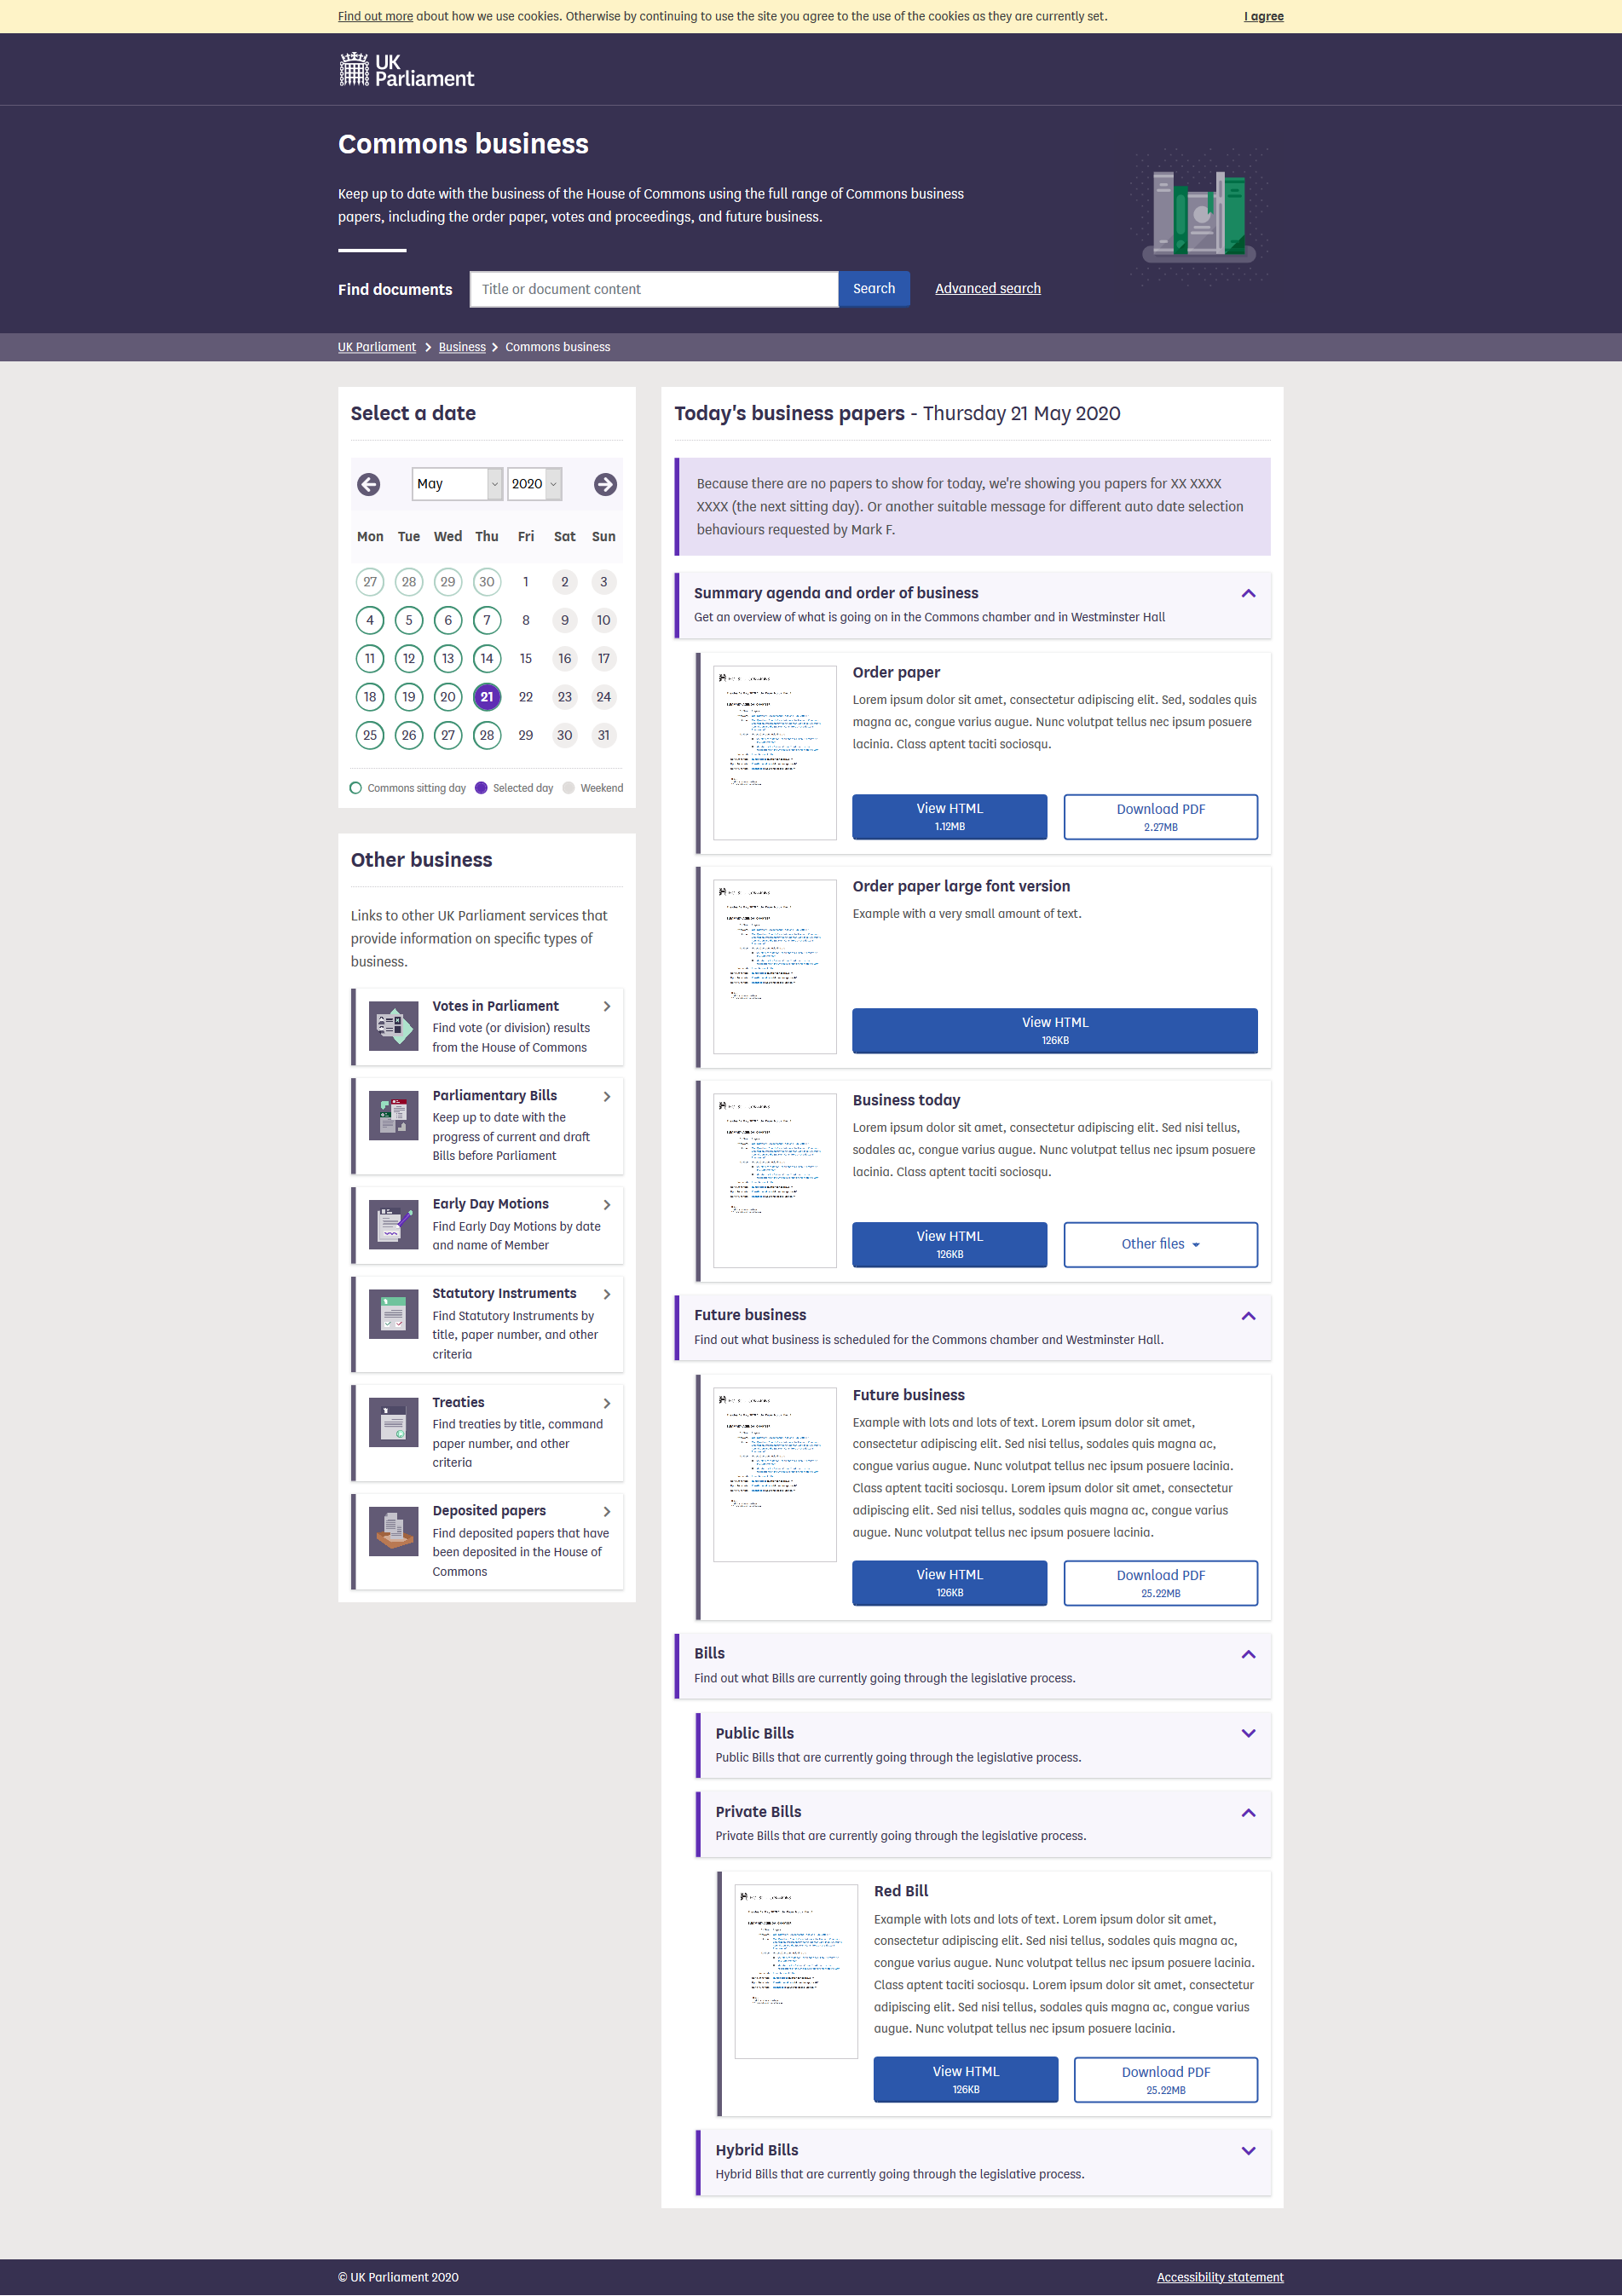 Find out more about how we use cookies. Otherwise by continuing to use the site you agree to the use of the cookies as they are currently set.
I agree
UK
Parliament
Commons business
Keep up to date with the business of the House of Commons using the full range of Commons business
papers, including the order paper, votes and proceedings, and future business.
Find documents
Title or document content
Search
Advanced search
UK Parliament > Business > Commons business
Select a date
May 2020
Mon Tue Wed Thu Fri Sat Sun
27 28 29 30 1 2 3
4 5 6 7 8 9 10
11 12 13 14 15 16 17
18 19 20 21 22 23 24
25 26 27 28 29 30 31
Commons sitting day Selected day Weekend
Other business
Links to other UK Parliament services that
provide information on specific types of
business.
Votes in Parliament
Find vote (or division) results
from the House of Commons
Parliamentary Bills
Keep up to date with the
progress of current and draft
Bills before Parliament
Early Day Motions
Find Early Day Motions by date
and name of Member
Statutory Instruments
Find Statutory Instruments by
title, paper number, and other
criteria
Treaties
Find treaties by title, command
paper number, and other
criteria
Deposited papers
Find deposited papers that have
been deposited in the House of
Commons
Today's business papers - Thursday 21 May 2020
Because there are no papers to show for today, we're showing you papers for XX XXXX
XXXX (the next sitting day). Or another suitable message for different auto date selection
behaviours requested by Mark F.
Summary agenda and order of business
Get an overview of what is going on in the Commons chamber and in Westminster Hall
Order paper
Lorem ipsum dolor sit amet, consectetur adipiscing elit. Sed, sodales quis
magna ac, congue varius augue. Nunc volutpat tellus nec ipsum posuere
lacinia. Class aptent taciti sociosqu.
View HTML
1.12MB
Download PDF
2.27MB
Order paper large font version
Example with a very small amount of text.
View HTML
126KB
Business today
Lorem ipsum dolor sit amet, consectetur adipiscing elit. Sed nisi tellus,
sodales ac, congue varius augue. Nunc volutpat tellus nec ipsum posuere
lacinia. Class aptent taciti sociosqu.
View HTML
126KB
Other files
Future business
Find out what business is scheduled for the Commons chamber and Westminster Hall.
Future business
Example with lots and lots of text. Lorem ipsum dolor sit amet,
consectetur adipiscing elit. Sed nisi tellus, sodales quis magna ac,
congue varius augue. Nunc volutpat tellus nec ipsum posuere lacinia.
Class aptent taciti sociosqu. Lorem ipsum dolor sit amet, consectetur
adipiscing elit. Sed nisi tellus, sodales quis magna ac, congue varius
augue. Nunc volutpat tellus nec ipsum posuere lacinia.
View HTML
126KB
Download PDF
25.22MB
Bills
Find out what Bills are currently going through the legislative process.
Public Bills
Public Bills that are currently going through the legislative process.
Private Bills
Private Bills that are currently going through the legislative process.
Red Bill
Example with lots and lots of text. Lorem ipsum dolor sit amet,
consectetur adipiscing elit. Sed nisi tellus, sodales quis magna ac,
congue varius augue. Nunc volutpat tellus nec ipsum posuere lacinia.
Class aptent taciti sociosqu. Lorem ipsum dolor sit amet, consectetur
adipiscing elit. Sed nisi tellus, sodales quis magna ac, congue varius
augue. Nunc volutpat tellus nec ipsum posuere lacinia.
View HTML
126KB
Download PDF
25.22MB
Hybrid Bills
Hybrid Bills that are currently going through the legislative process.
© UK Parliament 2020
Accessibility statement